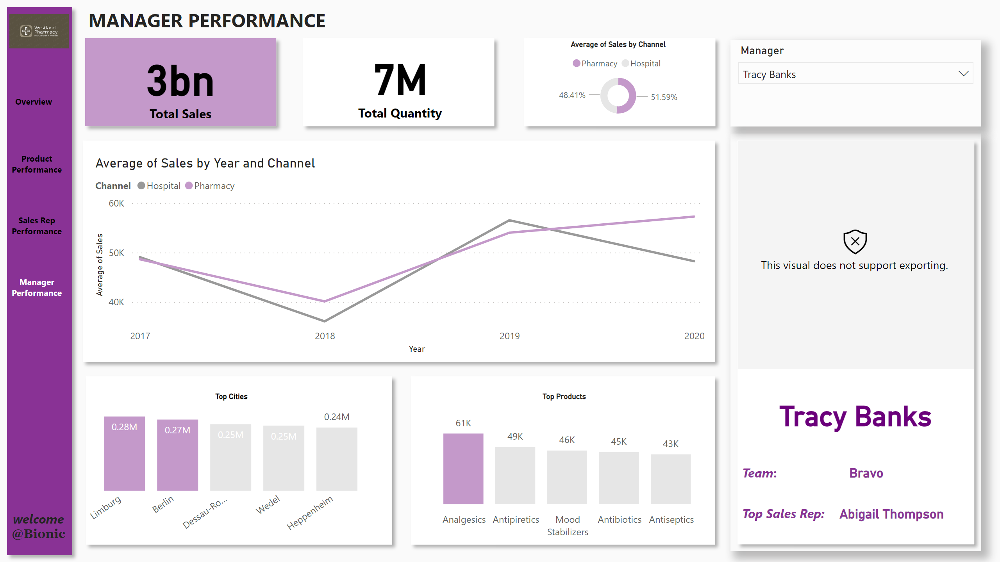 Westland
Pharmacy
your partner in wellness
Overview
Product
Performance
Sales Rep
Performance
Manager
Performance
welcome
@Bionic
MANAGER PERFORMANCE
3bn
Total Sales
7M
Total Quantity
Average of Sales by Channel
Pharmacy Hospital
48.41%
51.59%
Manager
Tracy Banks
Average of Sales by Year and Channel
Channel Hospital Pharmacy
Average of Sales
60K
50K
40K
2017 2018 2019 2020
Year
Top Cities
0.28M 0.27M 0.25M 0.25M 0.24M
Limburg Berlin Dessau-Ro... Wedel Heppenheim
Top Products
61K 49K 46K 45K 43K
Analgesics Antipiretics Mood Stabilizers Antibiotics Antiseptics
This visual does not support exporting.
Tracy Banks
Team: Bravo
Top Sales Rep: Abigail Thompson